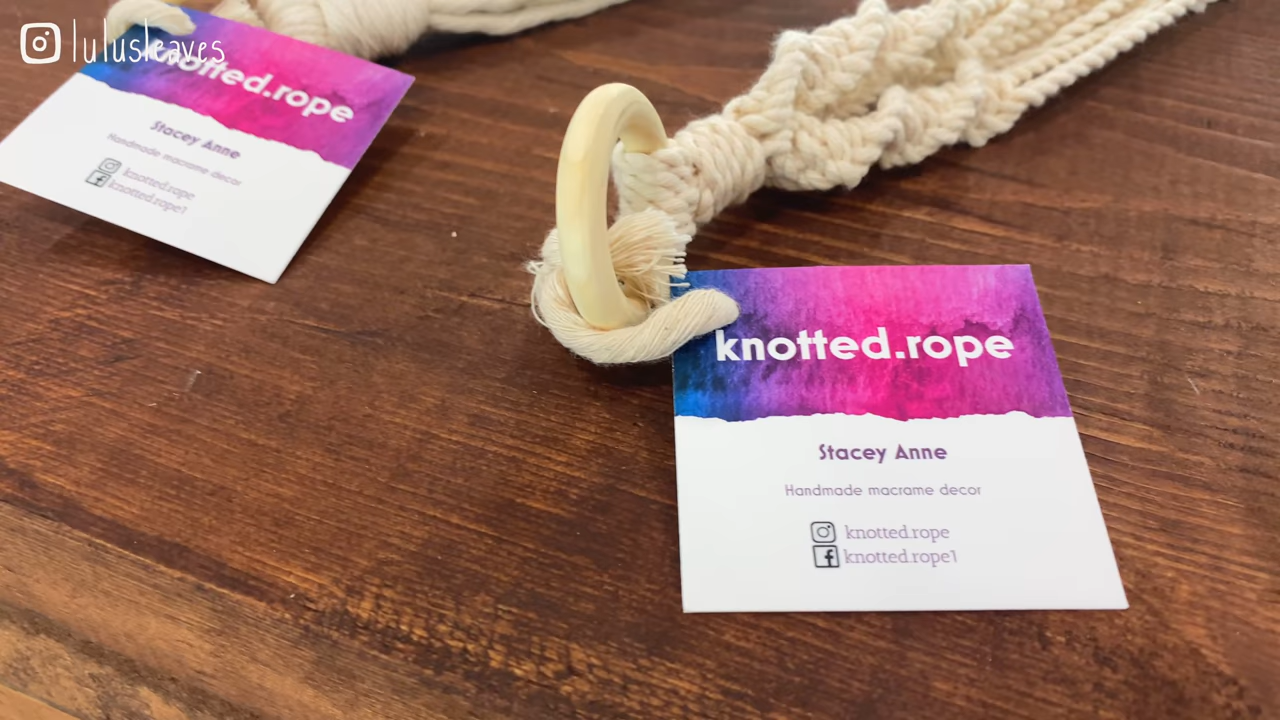 lulusleaves
knotted.rope
Stacey Anne
Handmade macrame decor
knotted.rope
knotted.rope1
knotted.rope
Stacey Anne
Handmade macrame decor
knotted.rope
knotted.rope1